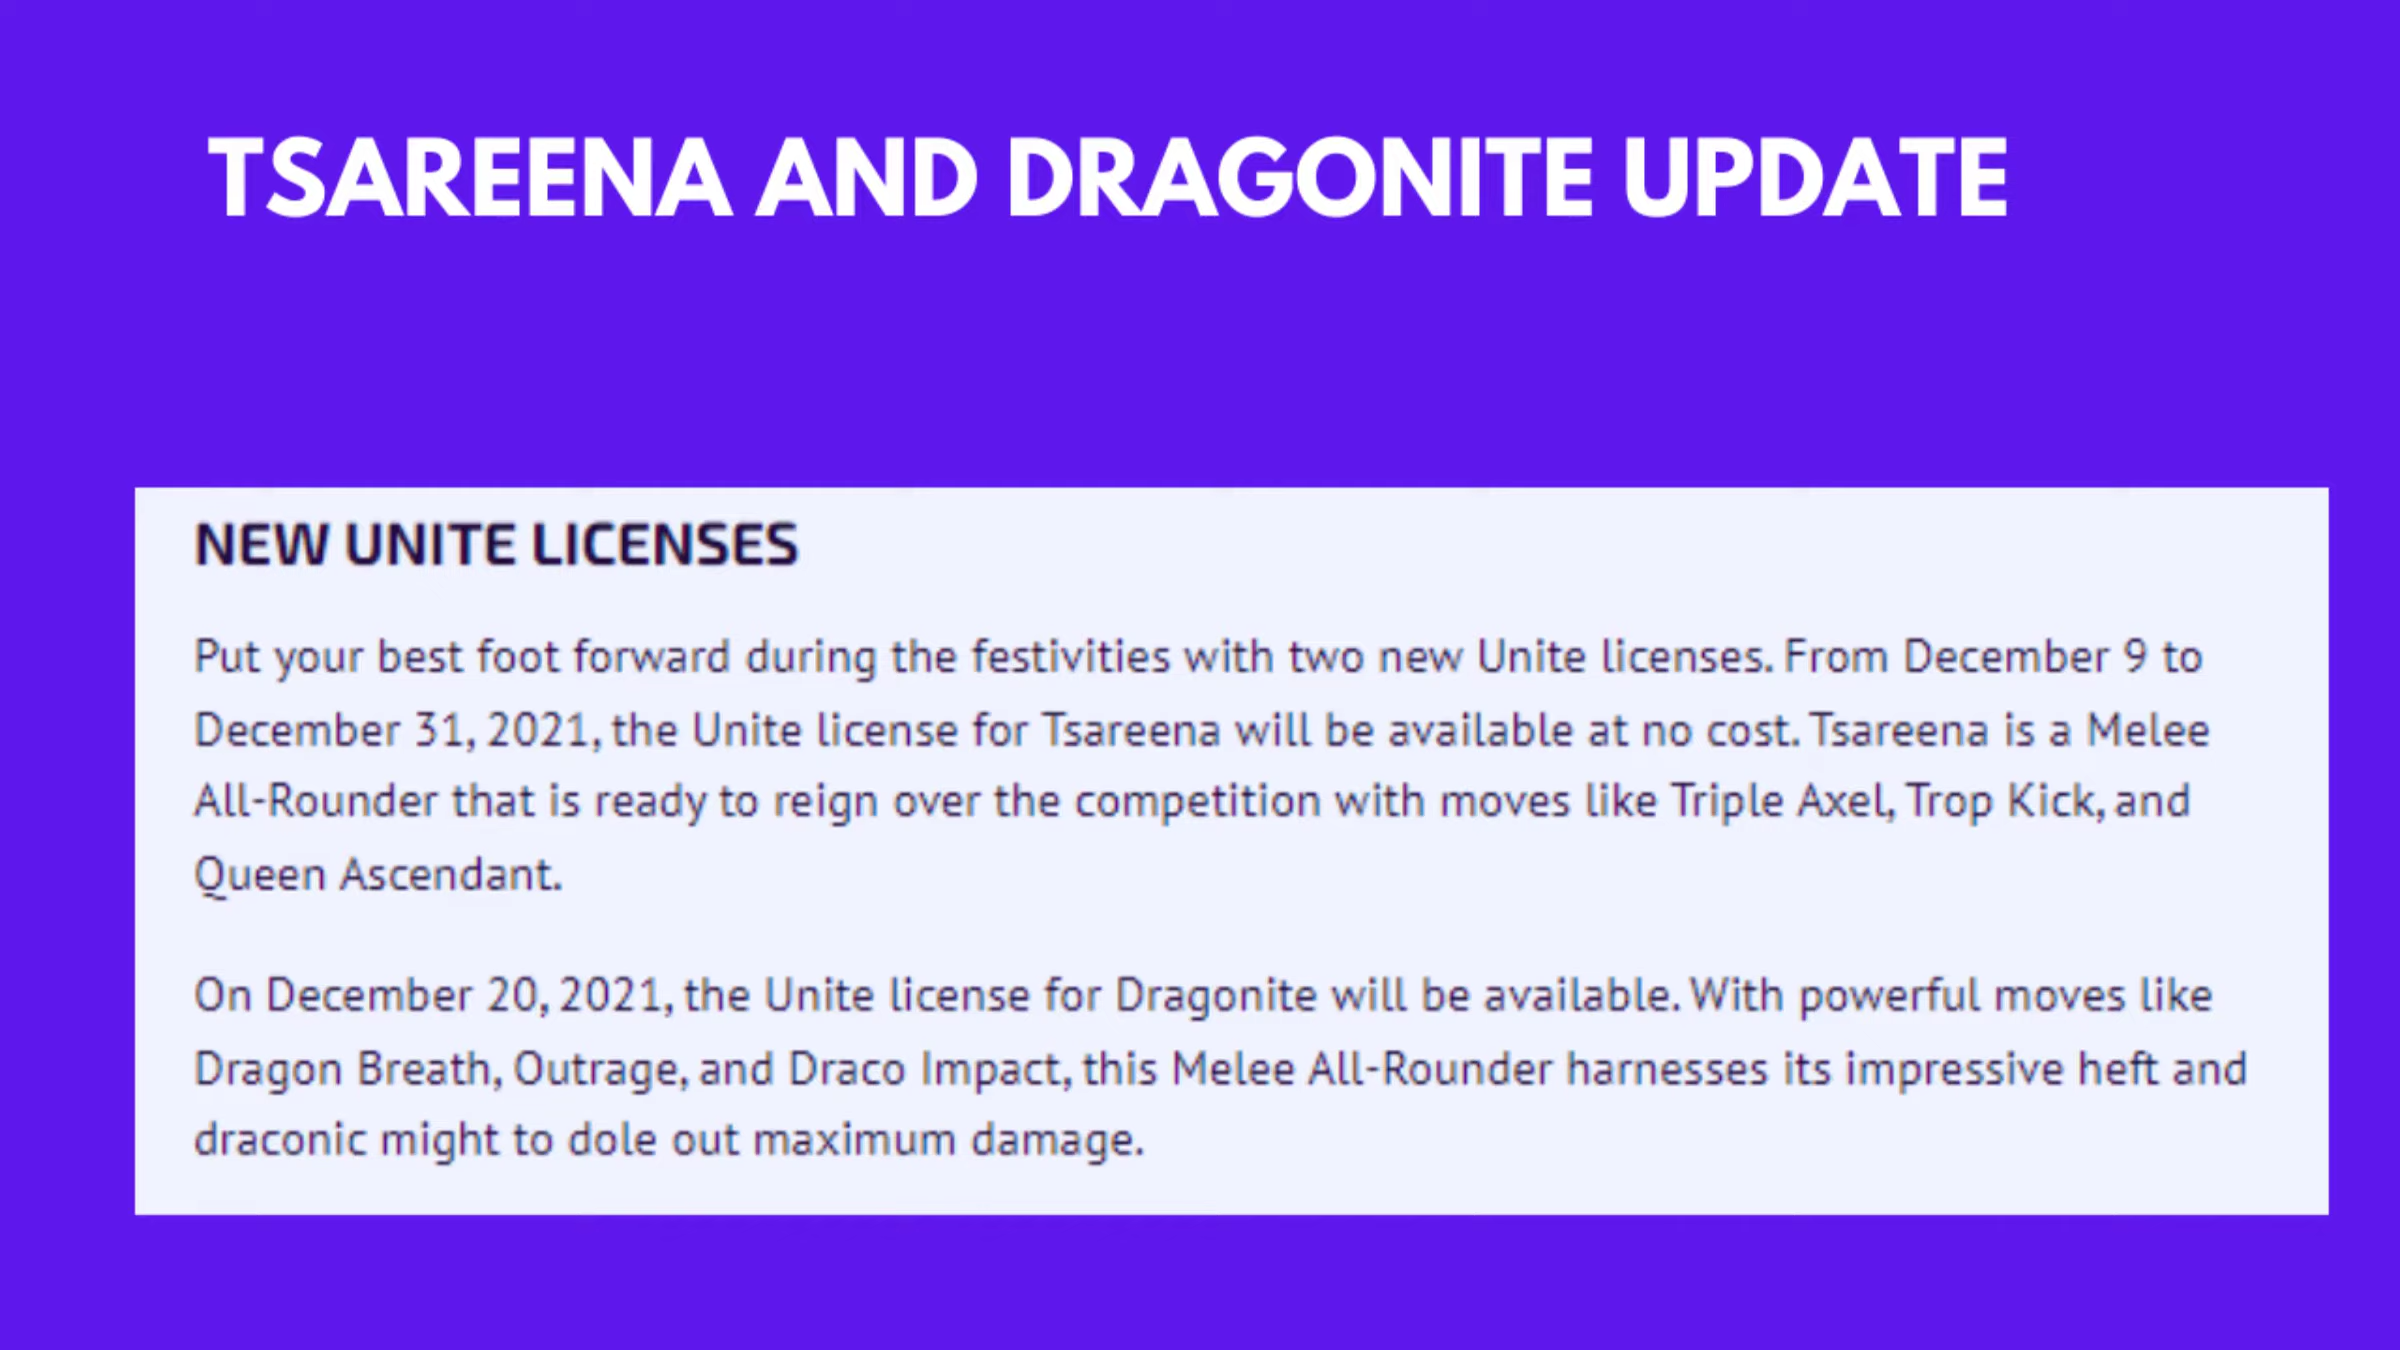 TSAREENA AND DRAGONITE UPDATE
NEW UNITE LICENSES
Put your best foot forward during the festivities with two new Unite licenses. From December 9 to
December 31, 2021, the Unite license for Tsareena will be available at no cost. Tsareena is a Melee
All-Rounder that is ready to reign over the competition with moves like Triple Axel, Trop Kick, and
Queen Ascendant.
On December 20, 2021, the Unite license for Dragonite will be available. With powerful moves like
Dragon Breath, Outrage, and Draco Impact, this Melee All-Rounder harnesses its impressive heft and
draconic might to dole out maximum damage.